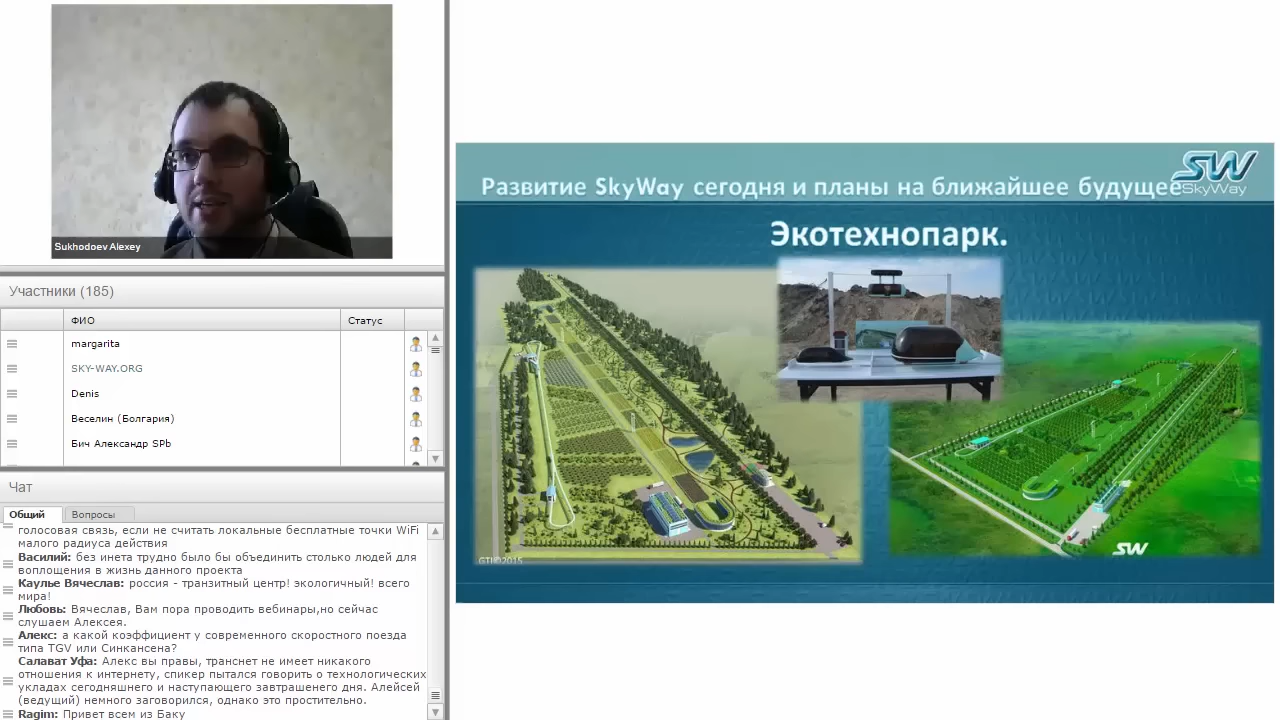 Sukhodoev Alexey
Участники (185)
ФИО
Статус
margarita
SKY-WAY.ORG
Denis
Веселин (Болгария)
Бич Александр SPb
Чат
Общий
Вопросы
голосовая связь, если не считать локальные бесплатные точки WiFi
малого радиуса действия
Василий: без инета трудно было бы объединить столько людей для
воплощения в жизнь данного проекта
Каулье Вячеслав: россия - транзитный центр! экологичный! всего
мира!
Любовь: Вячеслав, Вам пора проводить вебинары,но сейчас
слушаем Алексея.
Алекс: а какой коэффициент у современного скоростного поезда
типа TGV или Синкансена?
Салават Уфа: Алекс вы правы, транснет не имеет никакого
отношения к интернету, спикер пытался говорить о технологических
укладах сегодняшнего и наступающего завтрашенего дня. Алейсей
(ведущий) немного заговорился, однако это простительно.
Ragim: Привет всем из Баку
SW
SkyWay
Развитие SkyWay сегодня и планы на ближайшее будущее
Экотехнопарк.
GTI©2015
SW